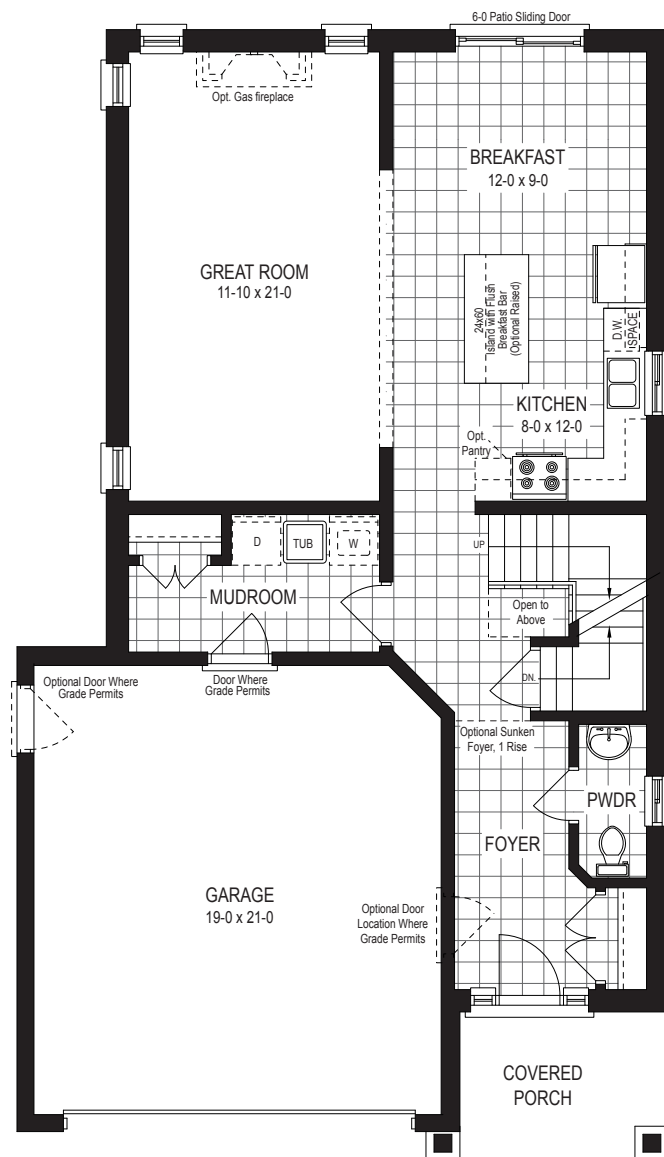 6-0 Patio Sliding Door
Opt. Gas fireplace
BREAKFAST
12-0 x 9-0
GREAT ROOM
11-10 x 21-0
24x60
Island with Flush
Breakfast Bar
(Optional Raised)
D.W.
SPACE
KITCHEN
8-0 x 12-0
Opt.
Pantry
D
TUB
W
UP
MUDROOM
Open to
Above
Optional Door Where
Grade Permits
Door Where
Grade Permits
DN.
Optional Sunken
Foyer, 1 Rise
PWDR
FOYER
GARAGE
19-0 x 21-0
Optional Door
Location Where
Grade Permits
COVERED
PORCH